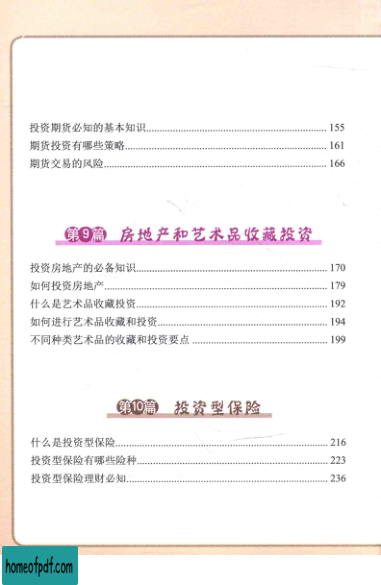 投资期货必知的基本知识................................................................ 155
期货投资有哪些策略...................................................................... 161
期货交易的风险............................................................................ 166
第9篇 房地产和艺术品收藏投资
投资房地产的必备知识.................................................................. 170
如何投资房地产............................................................................ 179
什么是艺术品收藏投资.................................................................. 192
如何进行艺术品收藏和投资............................................................ 194
不同种类艺术品的收藏和投资要点 ................................................ 199
第10篇 投资型保险
什么是投资型保险........................................................................ 216
投资型保险有哪些险种.................................................................. 223
投资型保险理财必知...................................................................... 236
homeofpdf.com